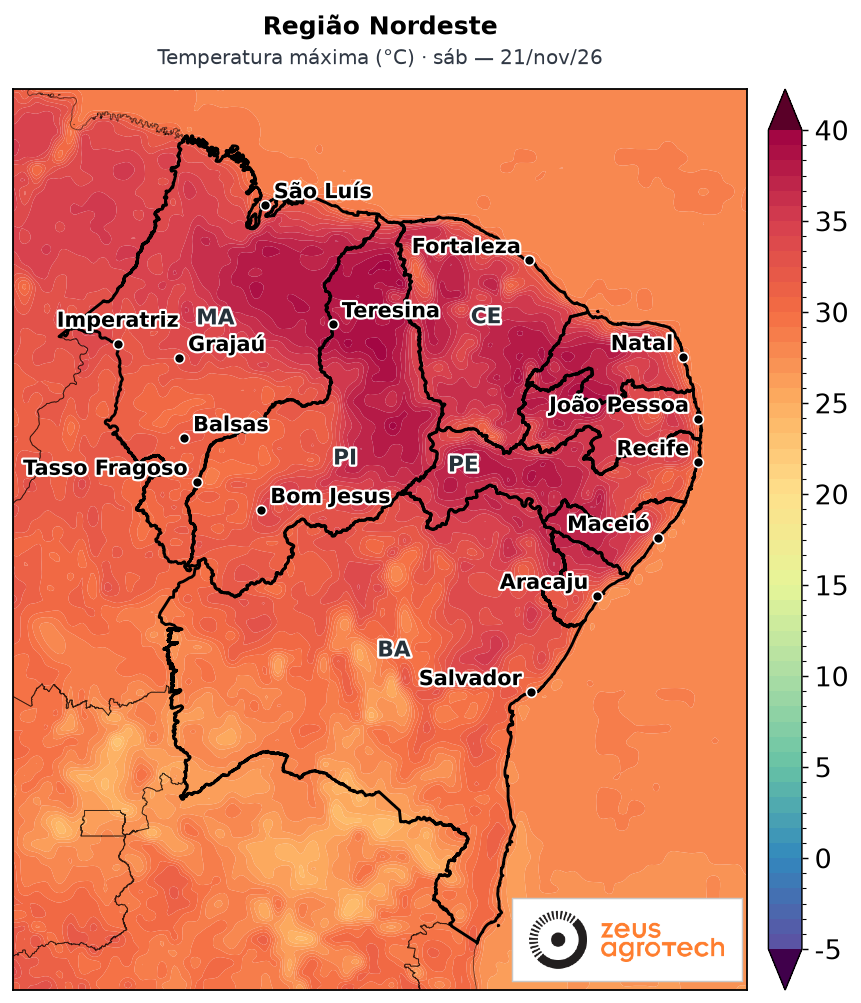 Região Nordeste
Temperatura máxima (°C) · sáb — 21/nov/26
São Luís
Fortaleza
Imperatriz
MA
Teresina
CE
Grajaú
Natal
João Pessoa
Balsas
Recife
Tasso Fragoso
PI
PE
Bom Jesus
Maceió
Aracaju
BA
Salvador
40
35
30
25
20
15
10
5
0
-5
zeus
agrotech